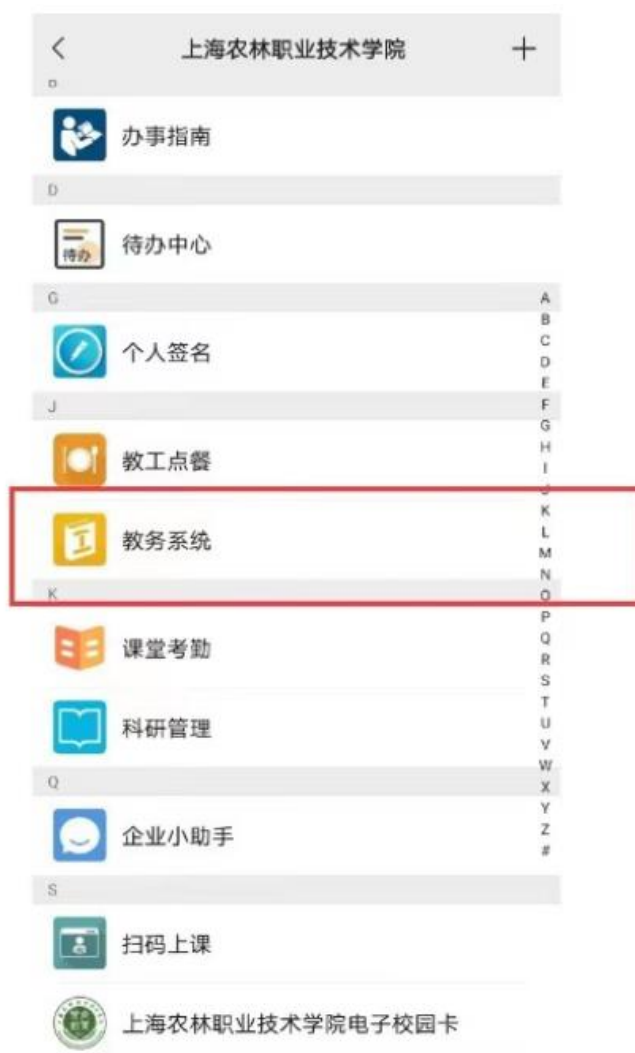 上海农林职业技术学院
办事指南
D
待办
待办中心
G
个人签名
J
教工点餐
教务系统
K
课堂考勤
科研管理
Q
企业小助手
S
扫码上课
上海农林职业技术学院电子校园卡
A
B
C
D
E
F
G
H
I
J
K
L
M
N
O
P
Q
R
S
T
U
V
W
X
Y
Z
#